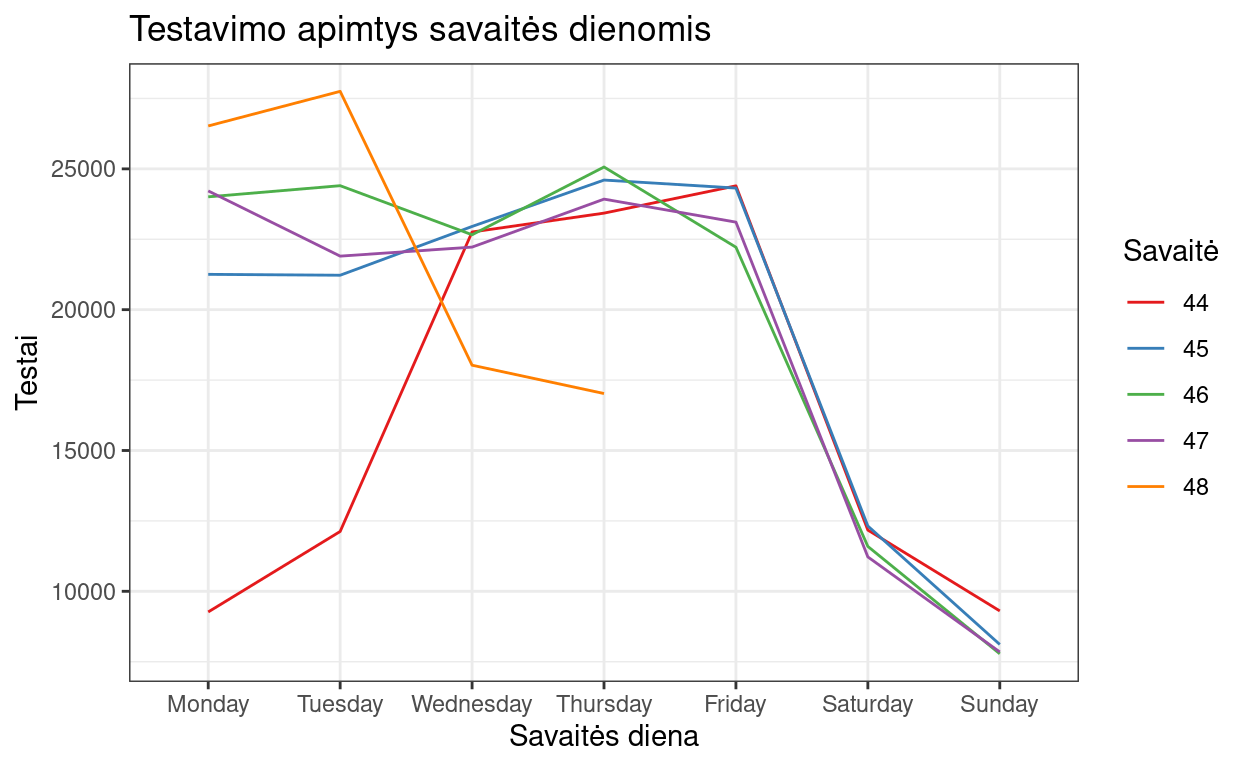 Testavimo apimtys savaitės dienomis
Testai
25000
20000
15000
10000
Monday Tuesday Wednesday Thursday Friday Saturday Sunday
Savaitės diena
Savaitė
44
45
46
47
48